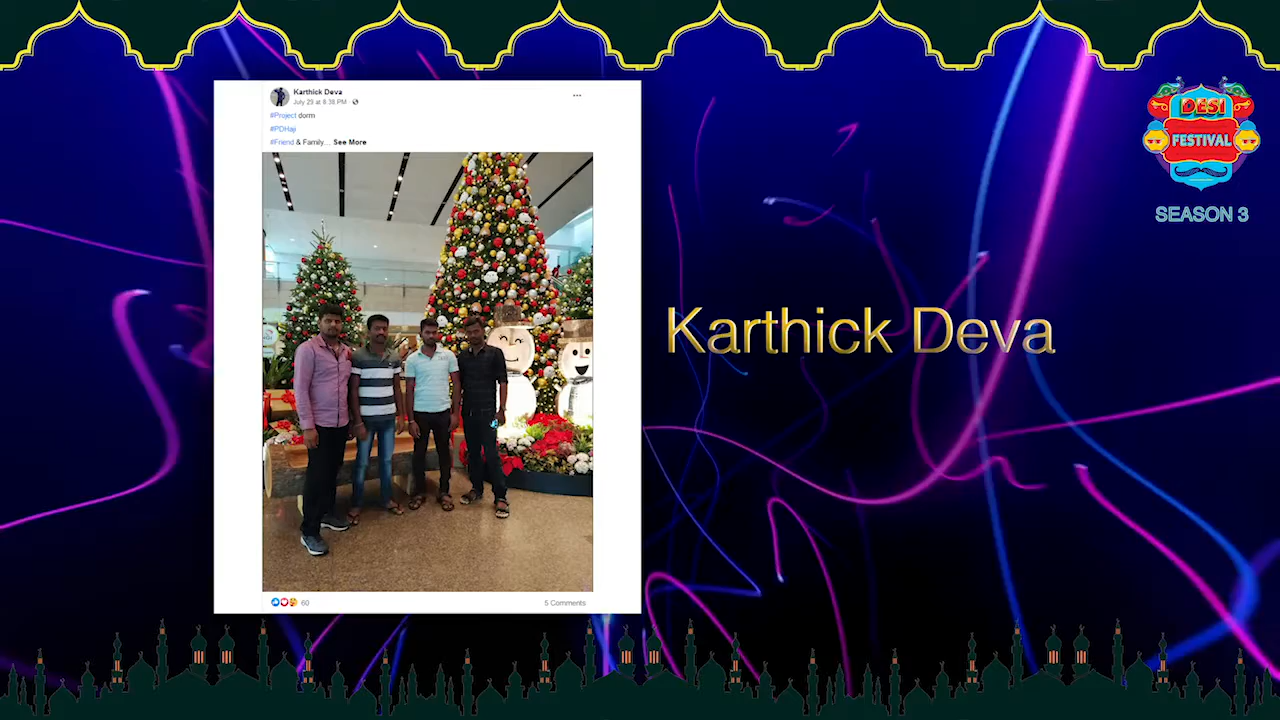 Karthick Deva
July 23 at 8:38 PM
#Project dorm
#PDHaji
#Friend & Family... See More
60
5 Comments
Karthick Deva
DESI
FESTIVAL
SEASON 3